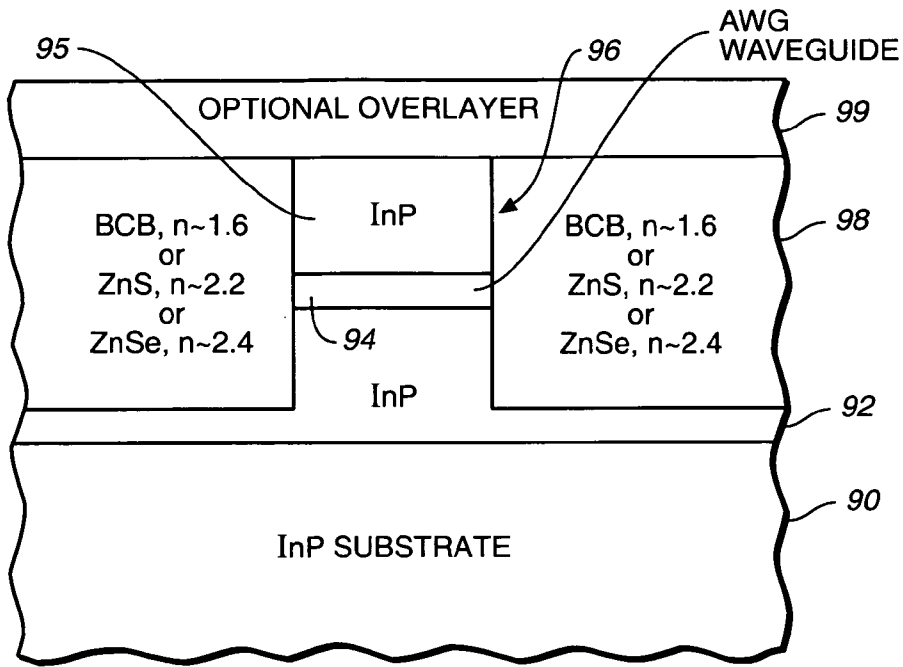 AWG
WAVEGUIDE
95
96
OPTIONAL OVERLAYER
99
InP
98
BCB, n~1.6
or
ZnS, n~2.2
or
ZnSe, n~2.4
BCB, n~1.6
or
ZnS, n~2.2
or
ZnSe, n~2.4
94
InP
92
90
InP SUBSTRATE